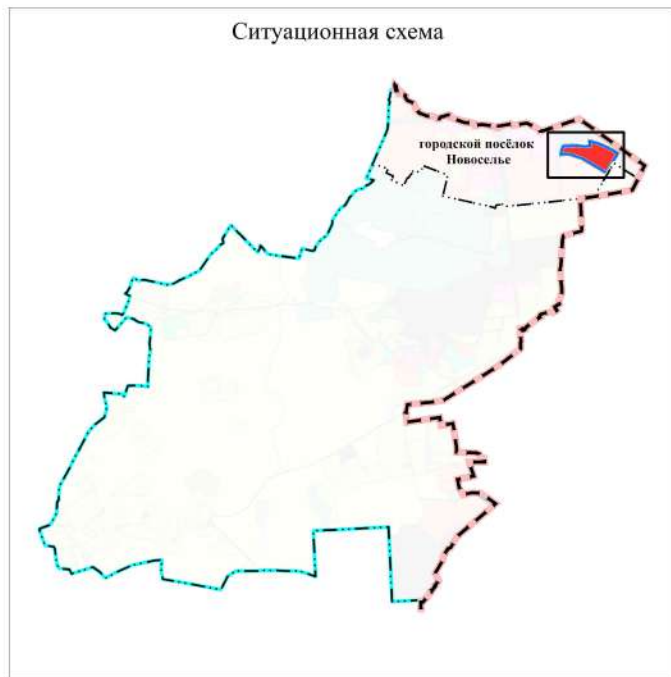 Ситуационная схема
городской посёлок
Новоселье